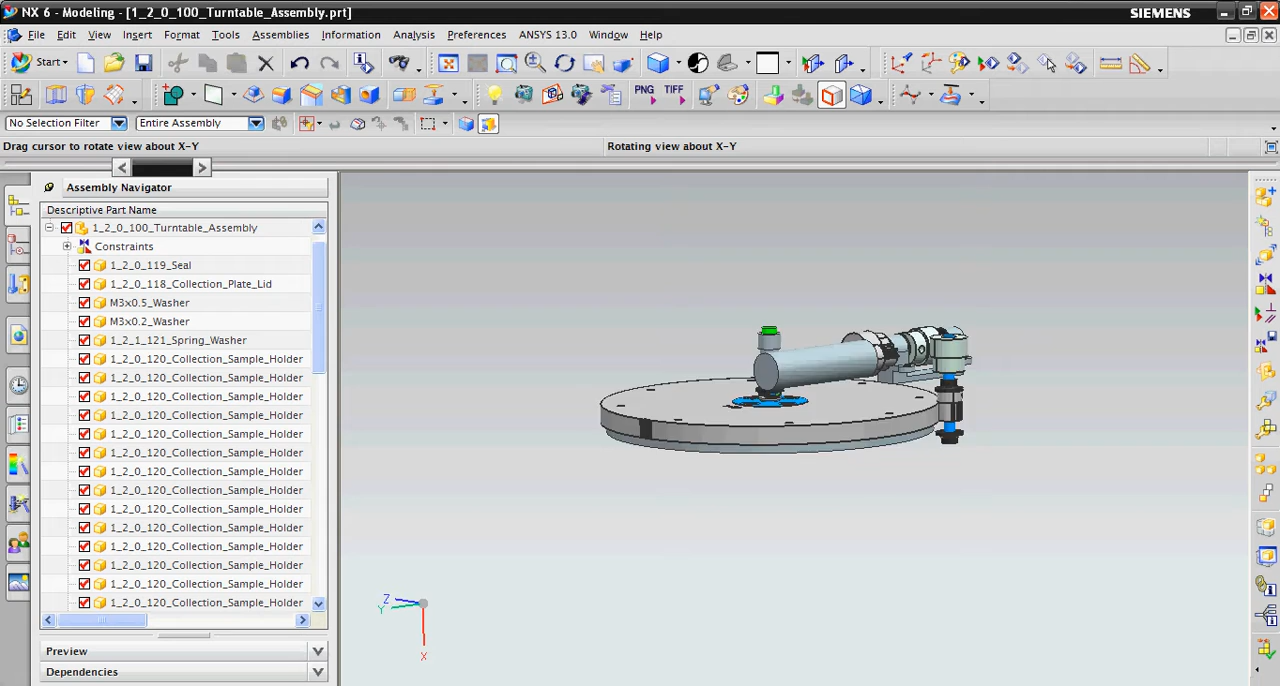 NX 6 - Modeling - [1_2_0_100_Turntable_Assembly.prt]
SIEMENS
File Edit View Insert Format Tools Assemblies Information Analysis Preferences ANSYS 13.0 Window Help
Start
PNG TIFF
No Selection Filter Entire Assembly
Drag cursor to rotate view about X-Y Rotating view about X-Y
Assembly Navigator
Descriptive Part Name
1_2_0_100_Turntable_Assembly
Constraints
1_2_0_119_Seal
1_2_0_118_Collection_Plate_Lid
M3x0.5_Washer
M3x0.2_Washer
1_2_1_121_Spring_Washer
1_2_0_120_Collection_Sample_Holder
1_2_0_120_Collection_Sample_Holder
1_2_0_120_Collection_Sample_Holder
1_2_0_120_Collection_Sample_Holder
1_2_0_120_Collection_Sample_Holder
1_2_0_120_Collection_Sample_Holder
1_2_0_120_Collection_Sample_Holder
1_2_0_120_Collection_Sample_Holder
1_2_0_120_Collection_Sample_Holder
1_2_0_120_Collection_Sample_Holder
1_2_0_120_Collection_Sample_Holder
1_2_0_120_Collection_Sample_Holder
1_2_0_120_Collection_Sample_Holder
1_2_0_120_Collection_Sample_Holder
Z
Y
X
Preview
Dependencies